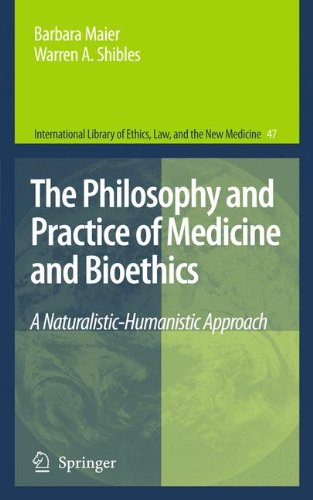 Barbara Maier
Warren A. Shibles
International Library of Ethics, Law, and the New Medicine 47
The Philosophy and
Practice of Medicine
and Bioethics
A Naturalistic-Humanistic Approach
Springer